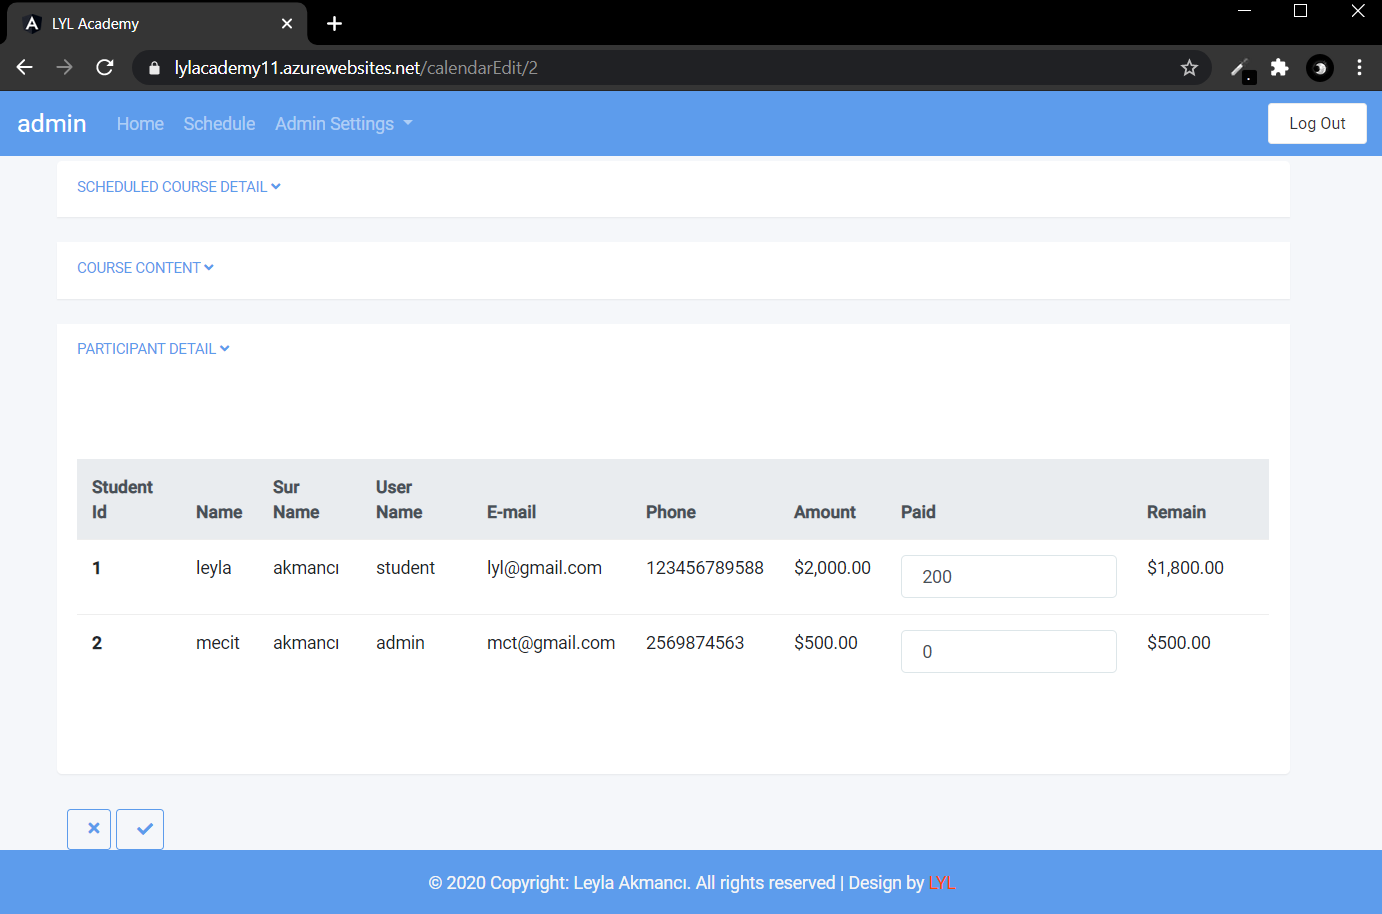 LYL Academy
lylacademy11.azurewebsites.net/calendarEdit/2
admin Home Schedule Admin Settings Log Out
SCHEDULED COURSE DETAIL
COURSE CONTENT
PARTICIPANT DETAIL
Student Id Name Sur Name User Name E-mail Phone Amount Paid Remain
1 leyla akmancı student lyl@gmail.com 123456789588 $2,000.00 200 $1,800.00
2 mecit akmancı admin mct@gmail.com 2569874563 $500.00 0 $500.00
© 2020 Copyright: Leyla Akmancı. All rights reserved | Design by LYL